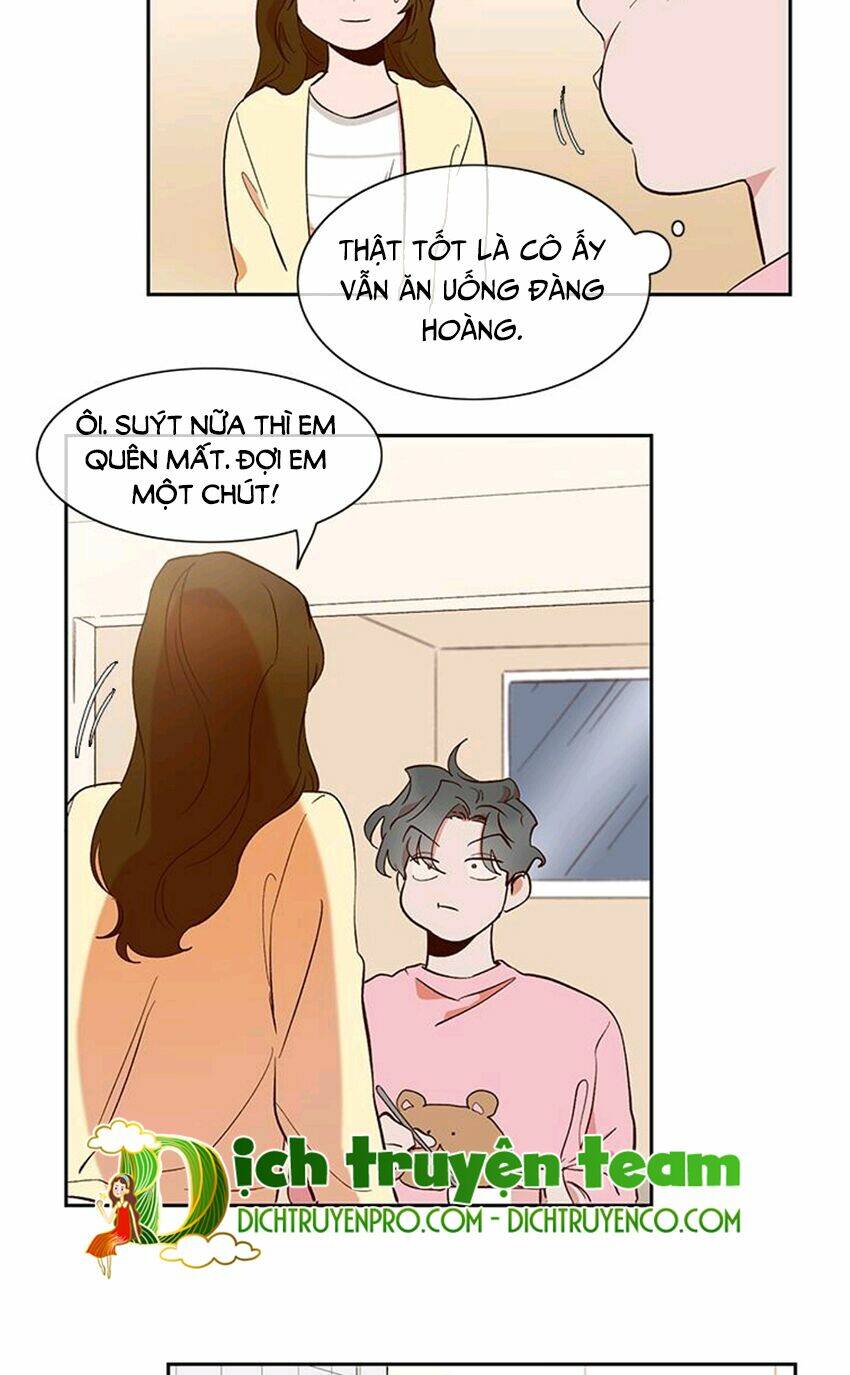 THẬT TỐT LÀ CÔ ẤY
VẪN ĂN UỐNG ĐÀNG
HOÀNG.
ÔI. SUÝT NỮA THÌ EM
QUÊN MẤT. ĐỢI EM
MỘT CHÚT!
Dịch truyện team
DICHTRUYENPRO.COM - DICHTRUYENCO.COM